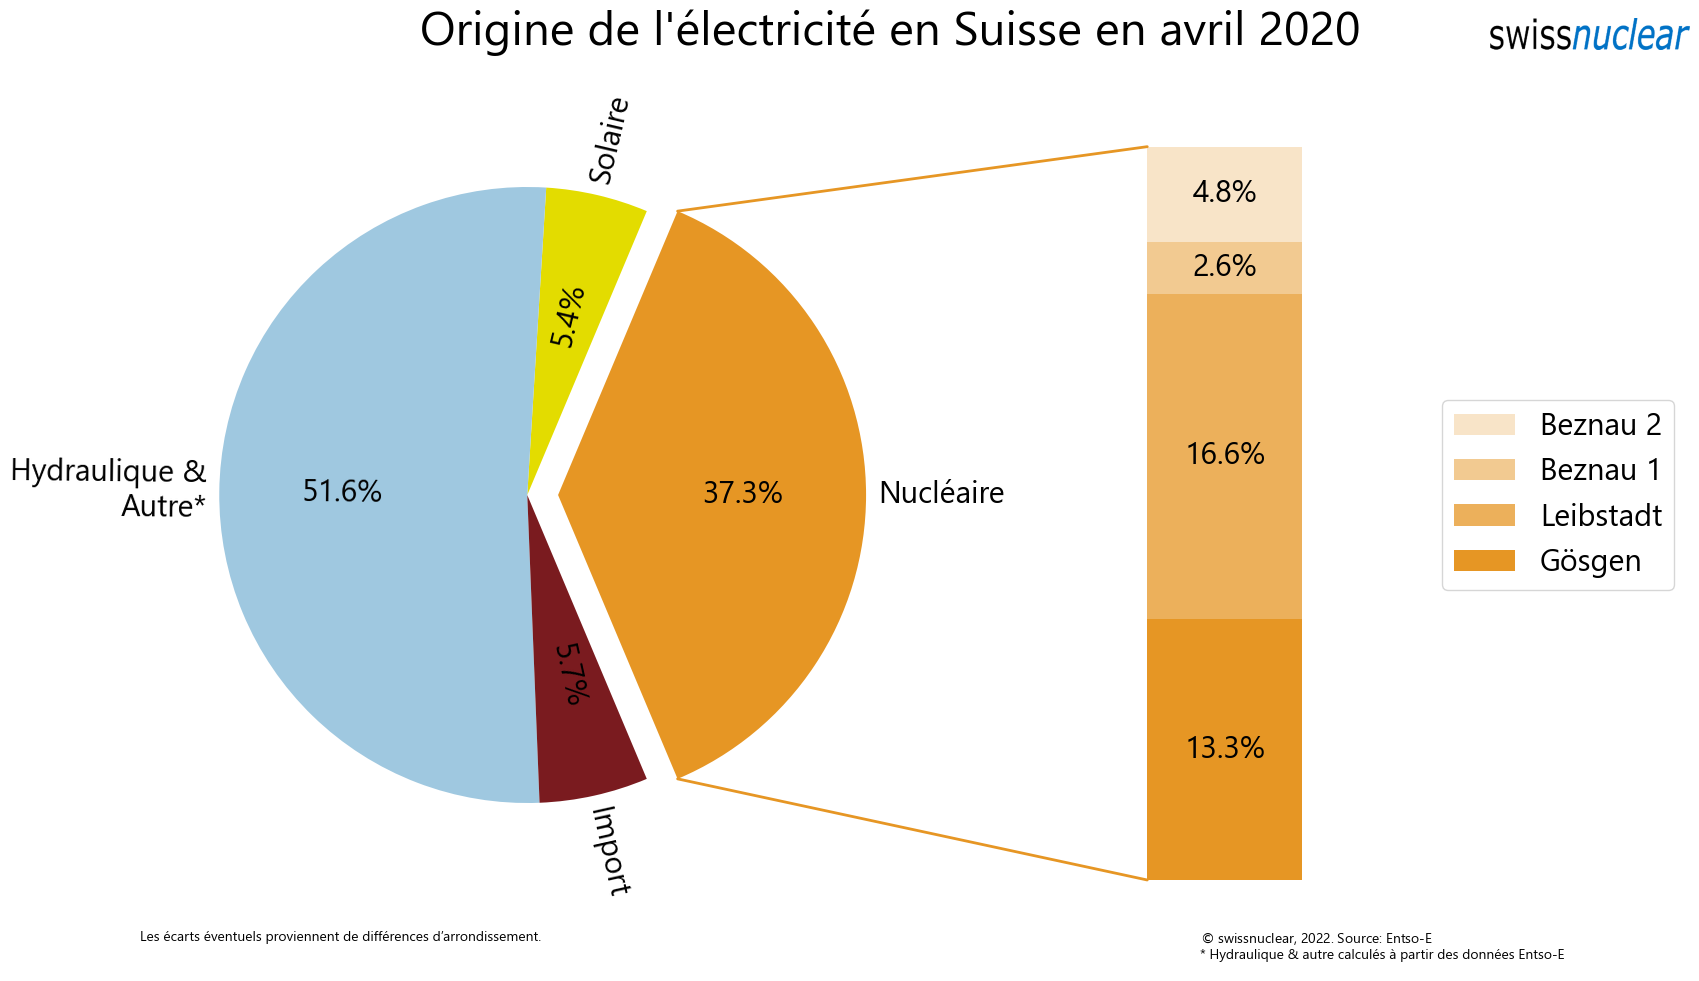 Origine de l'électricité en Suisse en avril 2020
swissnuclear
Solaire
5.4%
Hydraulique &
Autre*
51.6%
37.3%
Nucléaire
5.7%
Import
4.8%
2.6%
16.6%
13.3%
Beznau 2
Beznau 1
Leibstadt
Gösgen
Les écarts éventuels proviennent de différences d’arrondissement.
© swissnuclear, 2022. Source: Entso-E
* Hydraulique & autre calculés à partir des données Entso-E